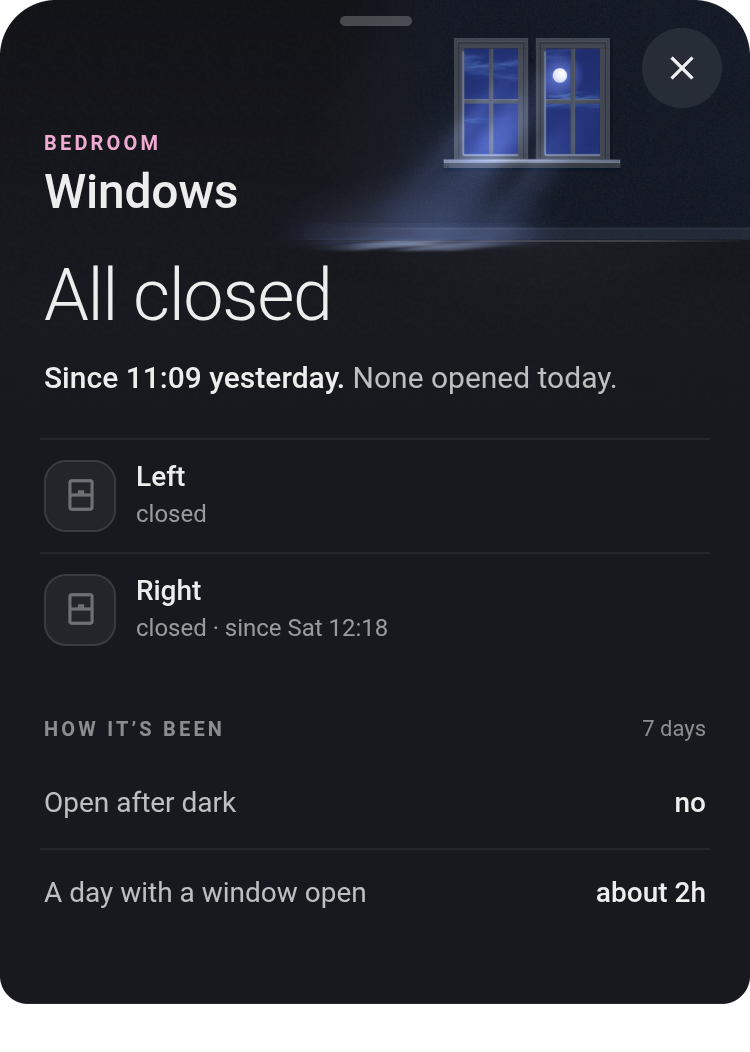 BEDROOM
Windows
All closed
Since 11:09 yesterday. None opened today.
Left
closed
Right
closed · since Sat 12:18
HOW IT’S BEEN
7 days
Open after dark
no
A day with a window open
about 2h